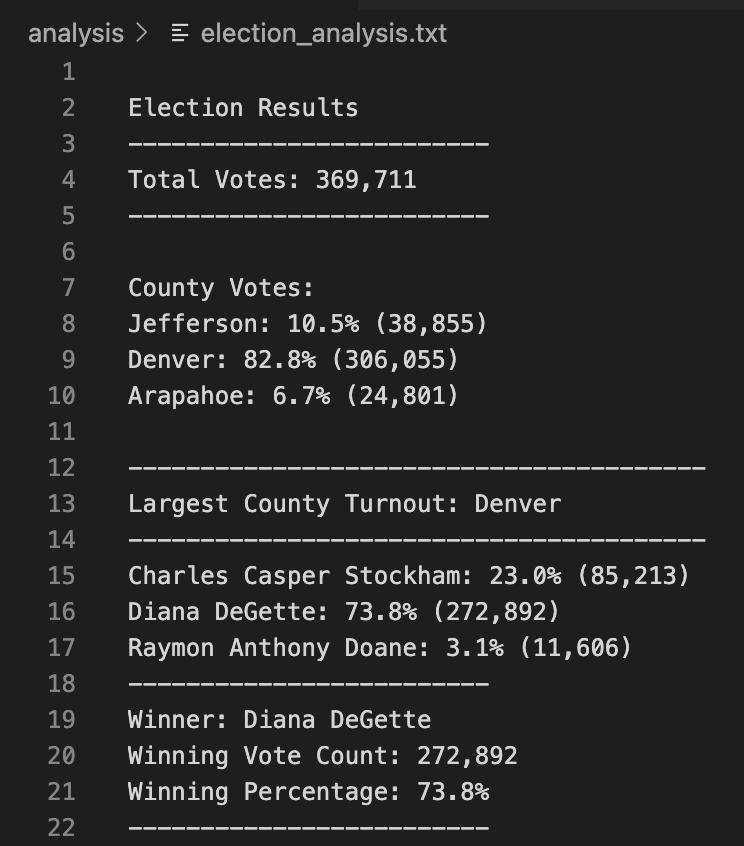 analysis > election_analysis.txt
1
2 Election Results
3 -------------------------
4 Total Votes: 369,711
5 -------------------------
6
7 County Votes:
8 Jefferson: 10.5% (38,855)
9 Denver: 82.8% (306,055)
10 Arapahoe: 6.7% (24,801)
11
12 ----------------------------------------
13 Largest County Turnout: Denver
14 ----------------------------------------
15 Charles Casper Stockham: 23.0% (85,213)
16 Diana DeGette: 73.8% (272,892)
17 Raymon Anthony Doane: 3.1% (11,606)
18 -------------------------
19 Winner: Diana DeGette
20 Winning Vote Count: 272,892
21 Winning Percentage: 73.8%
22 -------------------------